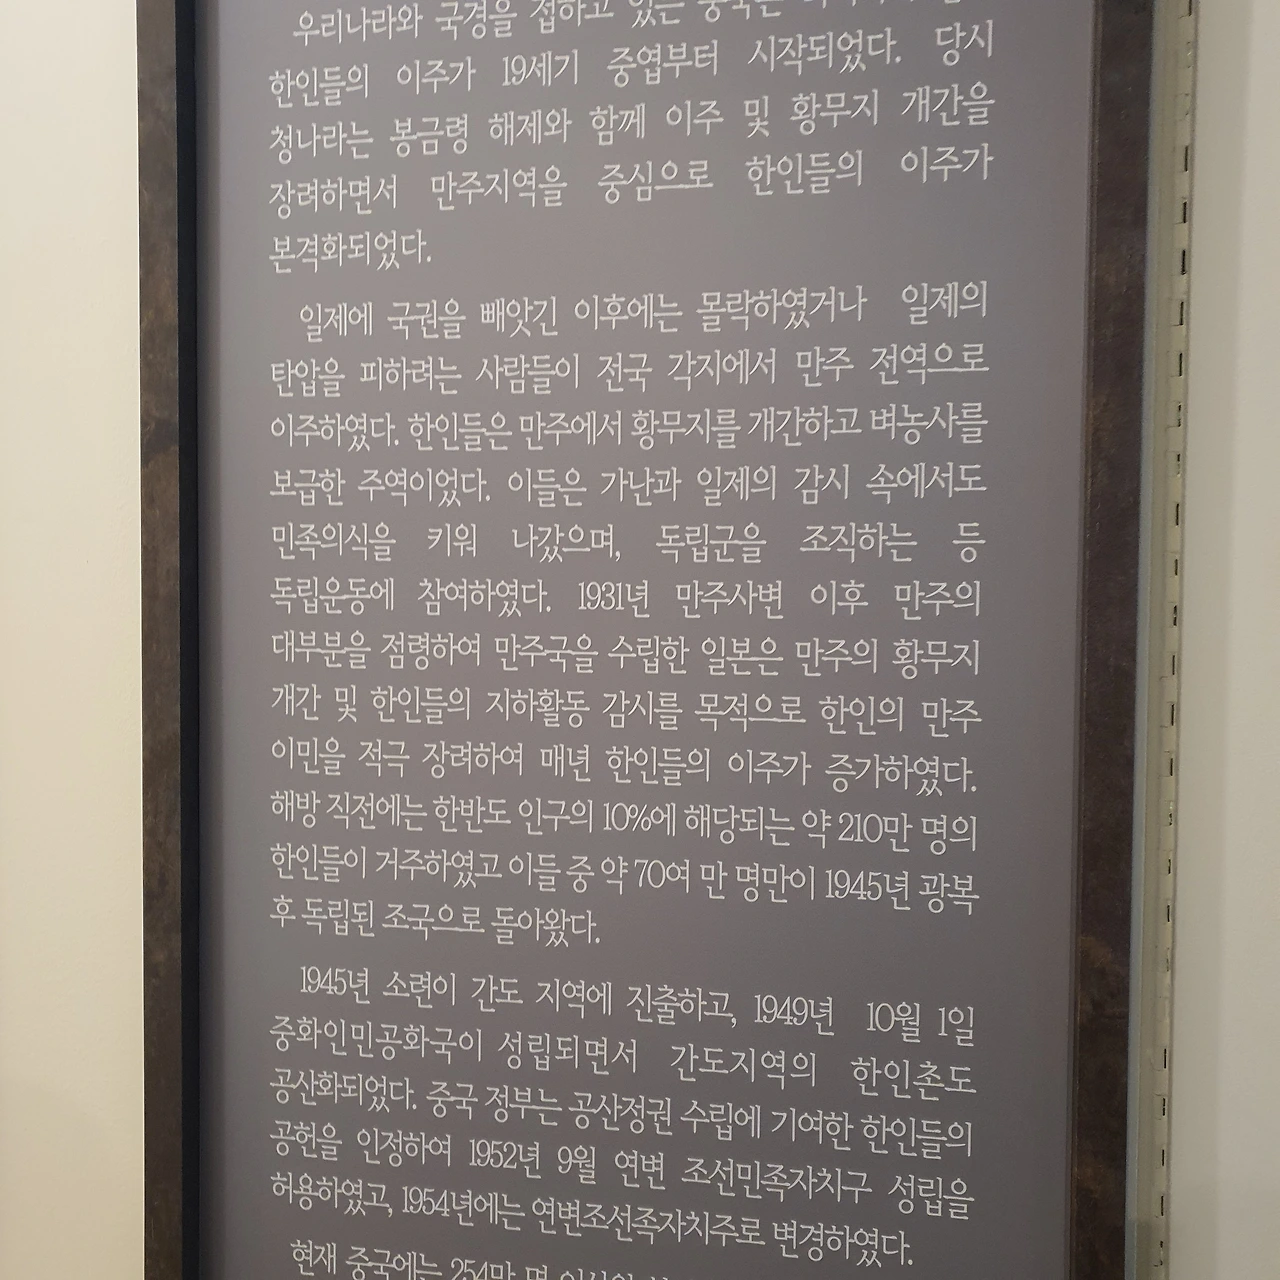 우리나라와 국경을 접하고 있는 중국은
한인들의 이주가 19세기 중엽부터 시작되었다. 당시
청나라는 봉금령 해제와 함께 이주 및 황무지 개간을
장려하면서 만주지역을 중심으로 한인들의 이주가
본격화되었다.
일제에 국권을 빼앗긴 이후에는 몰락하였거나 일제의
탄압을 피하려는 사람들이 전국 각지에서 만주 전역으로
이주하였다. 한인들은 만주에서 황무지를 개간하고 벼농사를
보급한 주역이었다. 이들은 가난과 일제의 감시 속에서도
민족의식을 키워 나갔으며, 독립군을 조직하는 등
독립운동에 참여하였다. 1931년 만주사변 이후 만주의
대부분을 점령하여 만주국을 수립한 일본은 만주의 황무지
개간 및 한인들의 지하활동 감시를 목적으로 한인의 만주
이민을 적극 장려하여 매년 한인들의 이주가 증가하였다.
해방 직전에는 한반도 인구의 10%에 해당되는 약 210만 명의
한인들이 거주하였고 이들 중 약 70여 만 명만이 1945년 광복
후 독립된 조국으로 돌아왔다.
1945년 소련이 간도 지역에 진출하고, 1949년 10월 1일
중화인민공화국이 성립되면서 간도지역의 한인촌도
공산화되었다. 중국 정부는 공산정권 수립에 기여한 한인들의
공헌을 인정하여 1952년 9월 연변 조선민족자치구 성립을
허용하였고, 1954년에는 연변조선족자치주로 변경하였다.
현재 중국에는 254만 명